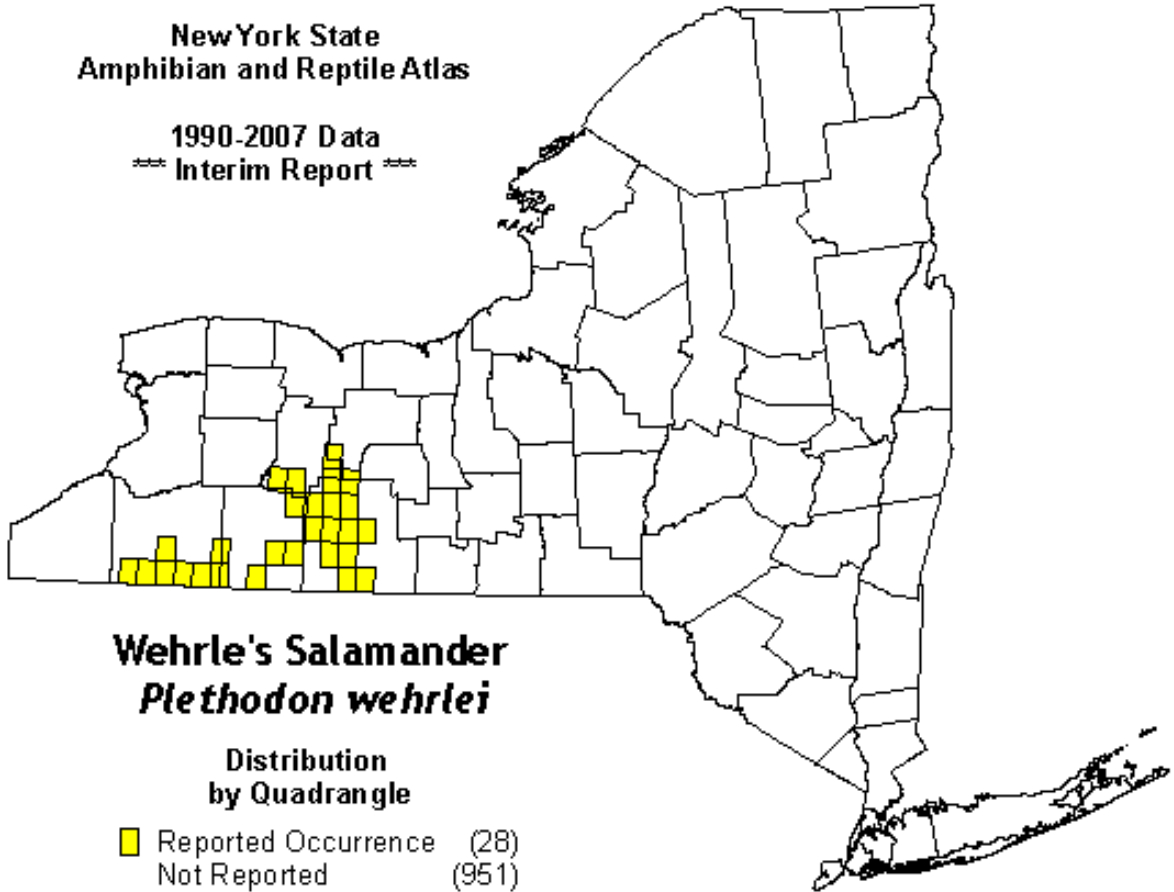 New York State
Amphibian and Reptile Atlas
1990-2007 Data
*** Interim Report ***
Wehrle's Salamander
Plethodon wehrlei
Distribution
by Quadrangle
Reported Occurrence (28)
Not Reported (951)